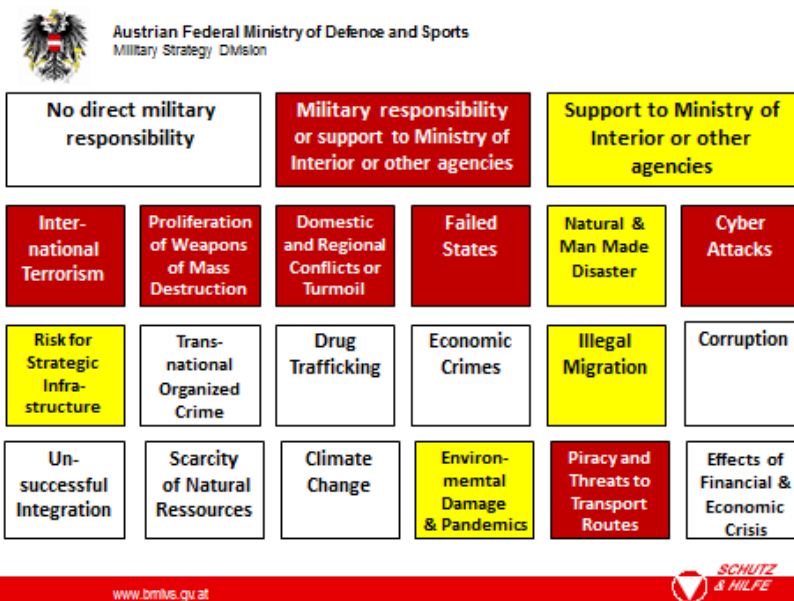 Austrian Federal Ministry of Defence and Sports
Military Strategy Division
No direct military
responsibility
Military responsibility
or support to Ministry of
Interior or other agencies
Support to Ministry of
Interior or other
agencies
Inter-
national
Terrorism
Proliferation
of Weapons
of Mass
Destruction
Domestic
and Regional
Conflicts or
Turmoil
Failed
States
Natural &
Man Made
Disaster
Cyber
Attacks
Risk for
Strategic
Infra-
structure
Trans-
national
Organized
Crime
Drug
Trafficking
Economic
Crimes
Illegal
Migration
Corruption
Un-
successful
Integration
Scarcity
of Natural
Ressources
Climate
Change
Environ-
memtal
Damage
& Pandemics
Piracy and
Threats to
Transport
Routes
Effects of
Financial &
Economic
Crisis
SCHUTZ
& HILFE
www.bmlvs.gv.at